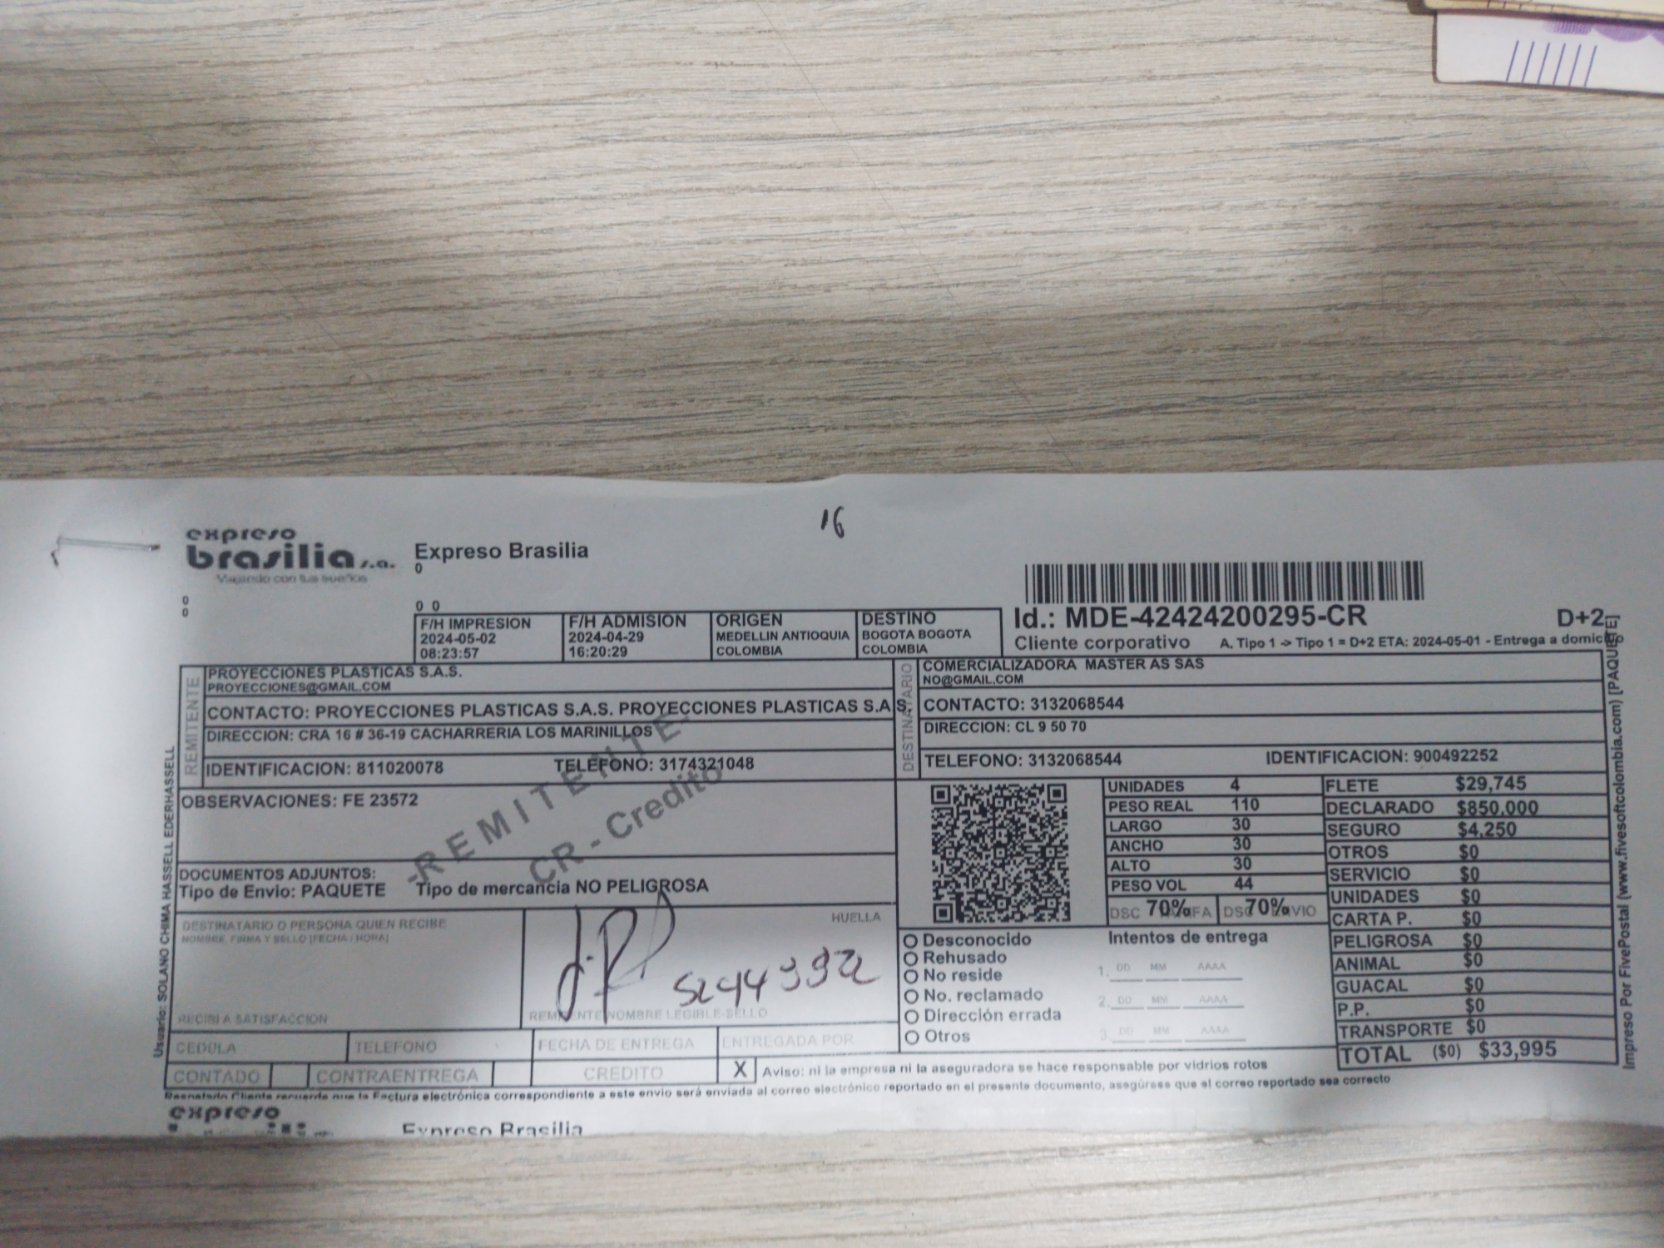 16
expreso
brasilia s.a.
Viajando con tus sueños
Expreso Brasilia
0
0
0
0 0
F/H IMPRESION
2024-05-02
08:23:57
F/H ADMISION
2024-04-29
16:20:29
ORIGEN
MEDELLIN ANTIOQUIA
COLOMBIA
DESTINO
BOGOTA BOGOTA
COLOMBIA
Id.: MDE-42424200295-CR
D+2
Cliente corporativo
A. Tipo 1 -> Tipo 1 = D+2 ETA: 2024-05-01 - Entrega a domicilio
REMITENTE
PROYECCIONES PLASTICAS S.A.S.
PROYECCIONES@GMAIL.COM
CONTACTO: PROYECCIONES PLASTICAS S.A.S. PROYECCIONES PLASTICAS S.A.S.
DIRECCION: CRA 16 # 36-19 CACHARRERIA LOS MARINILLOS
IDENTIFICACION: 811020078
TELEFONO: 3174321048
DESTINATARIO
COMERCIALIZADORA MASTER AS SAS
NO@GMAIL.COM
CONTACTO: 3132068544
DIRECCION: CL 9 50 70
TELEFONO: 3132068544
IDENTIFICACION: 900492252
OBSERVACIONES: FE 23572
-REMITENTE-
CR - Credito
DOCUMENTOS ADJUNTOS:
Tipo de Envio: PAQUETE
Tipo de mercancia NO PELIGROSA
UNIDADES 4
PESO REAL 110
LARGO 30
ANCHO 30
ALTO 30
PESO VOL 44
DSC 70% TARIFA
DSC 70% ENVIO
FLETE $29,745
DECLARADO $850,000
SEGURO $4,250
OTROS $0
SERVICIO $0
UNIDADES $0
CARTA P. $0
PELIGROSA $0
ANIMAL $0
GUACAL $0
P.P. $0
TRANSPORTE $0
TOTAL ($0) $33,995
DESTINATARIO O PERSONA QUIEN RECIBE
NOMBRE, FIRMA Y SELLO [FECHA / HORA]
HUELLA
RECIBI A SATISFACCION
REMITENTE NOMBRE LEGIBLE-SELLO
Desconocido
Rehusado
No reside
No. reclamado
Dirección errada
Otros
Intentos de entrega
1. DD MM AAAA
2. DD MM AAAA
3. DD MM AAAA
CEDULA
TELEFONO
FECHA DE ENTREGA
ENTREGADA POR
CONTADO
CONTRAENTREGA
CREDITO
X
Aviso: ni la empresa ni la aseguradora se hace responsable por vidrios rotos
Respetado Cliente recuerde que la Factura electrónica correspondiente a este envio será enviada al correo electrónico reportado en el presente documento, asegúrese que el correo reportado sea correcto
Usuario: SOLANO CHIMA HASSELL EDERHASSELL
Impreso Por FivePostal (www.fivesoftcolombia.com) [PAQUETE]
expreso
Expreso Brasilia